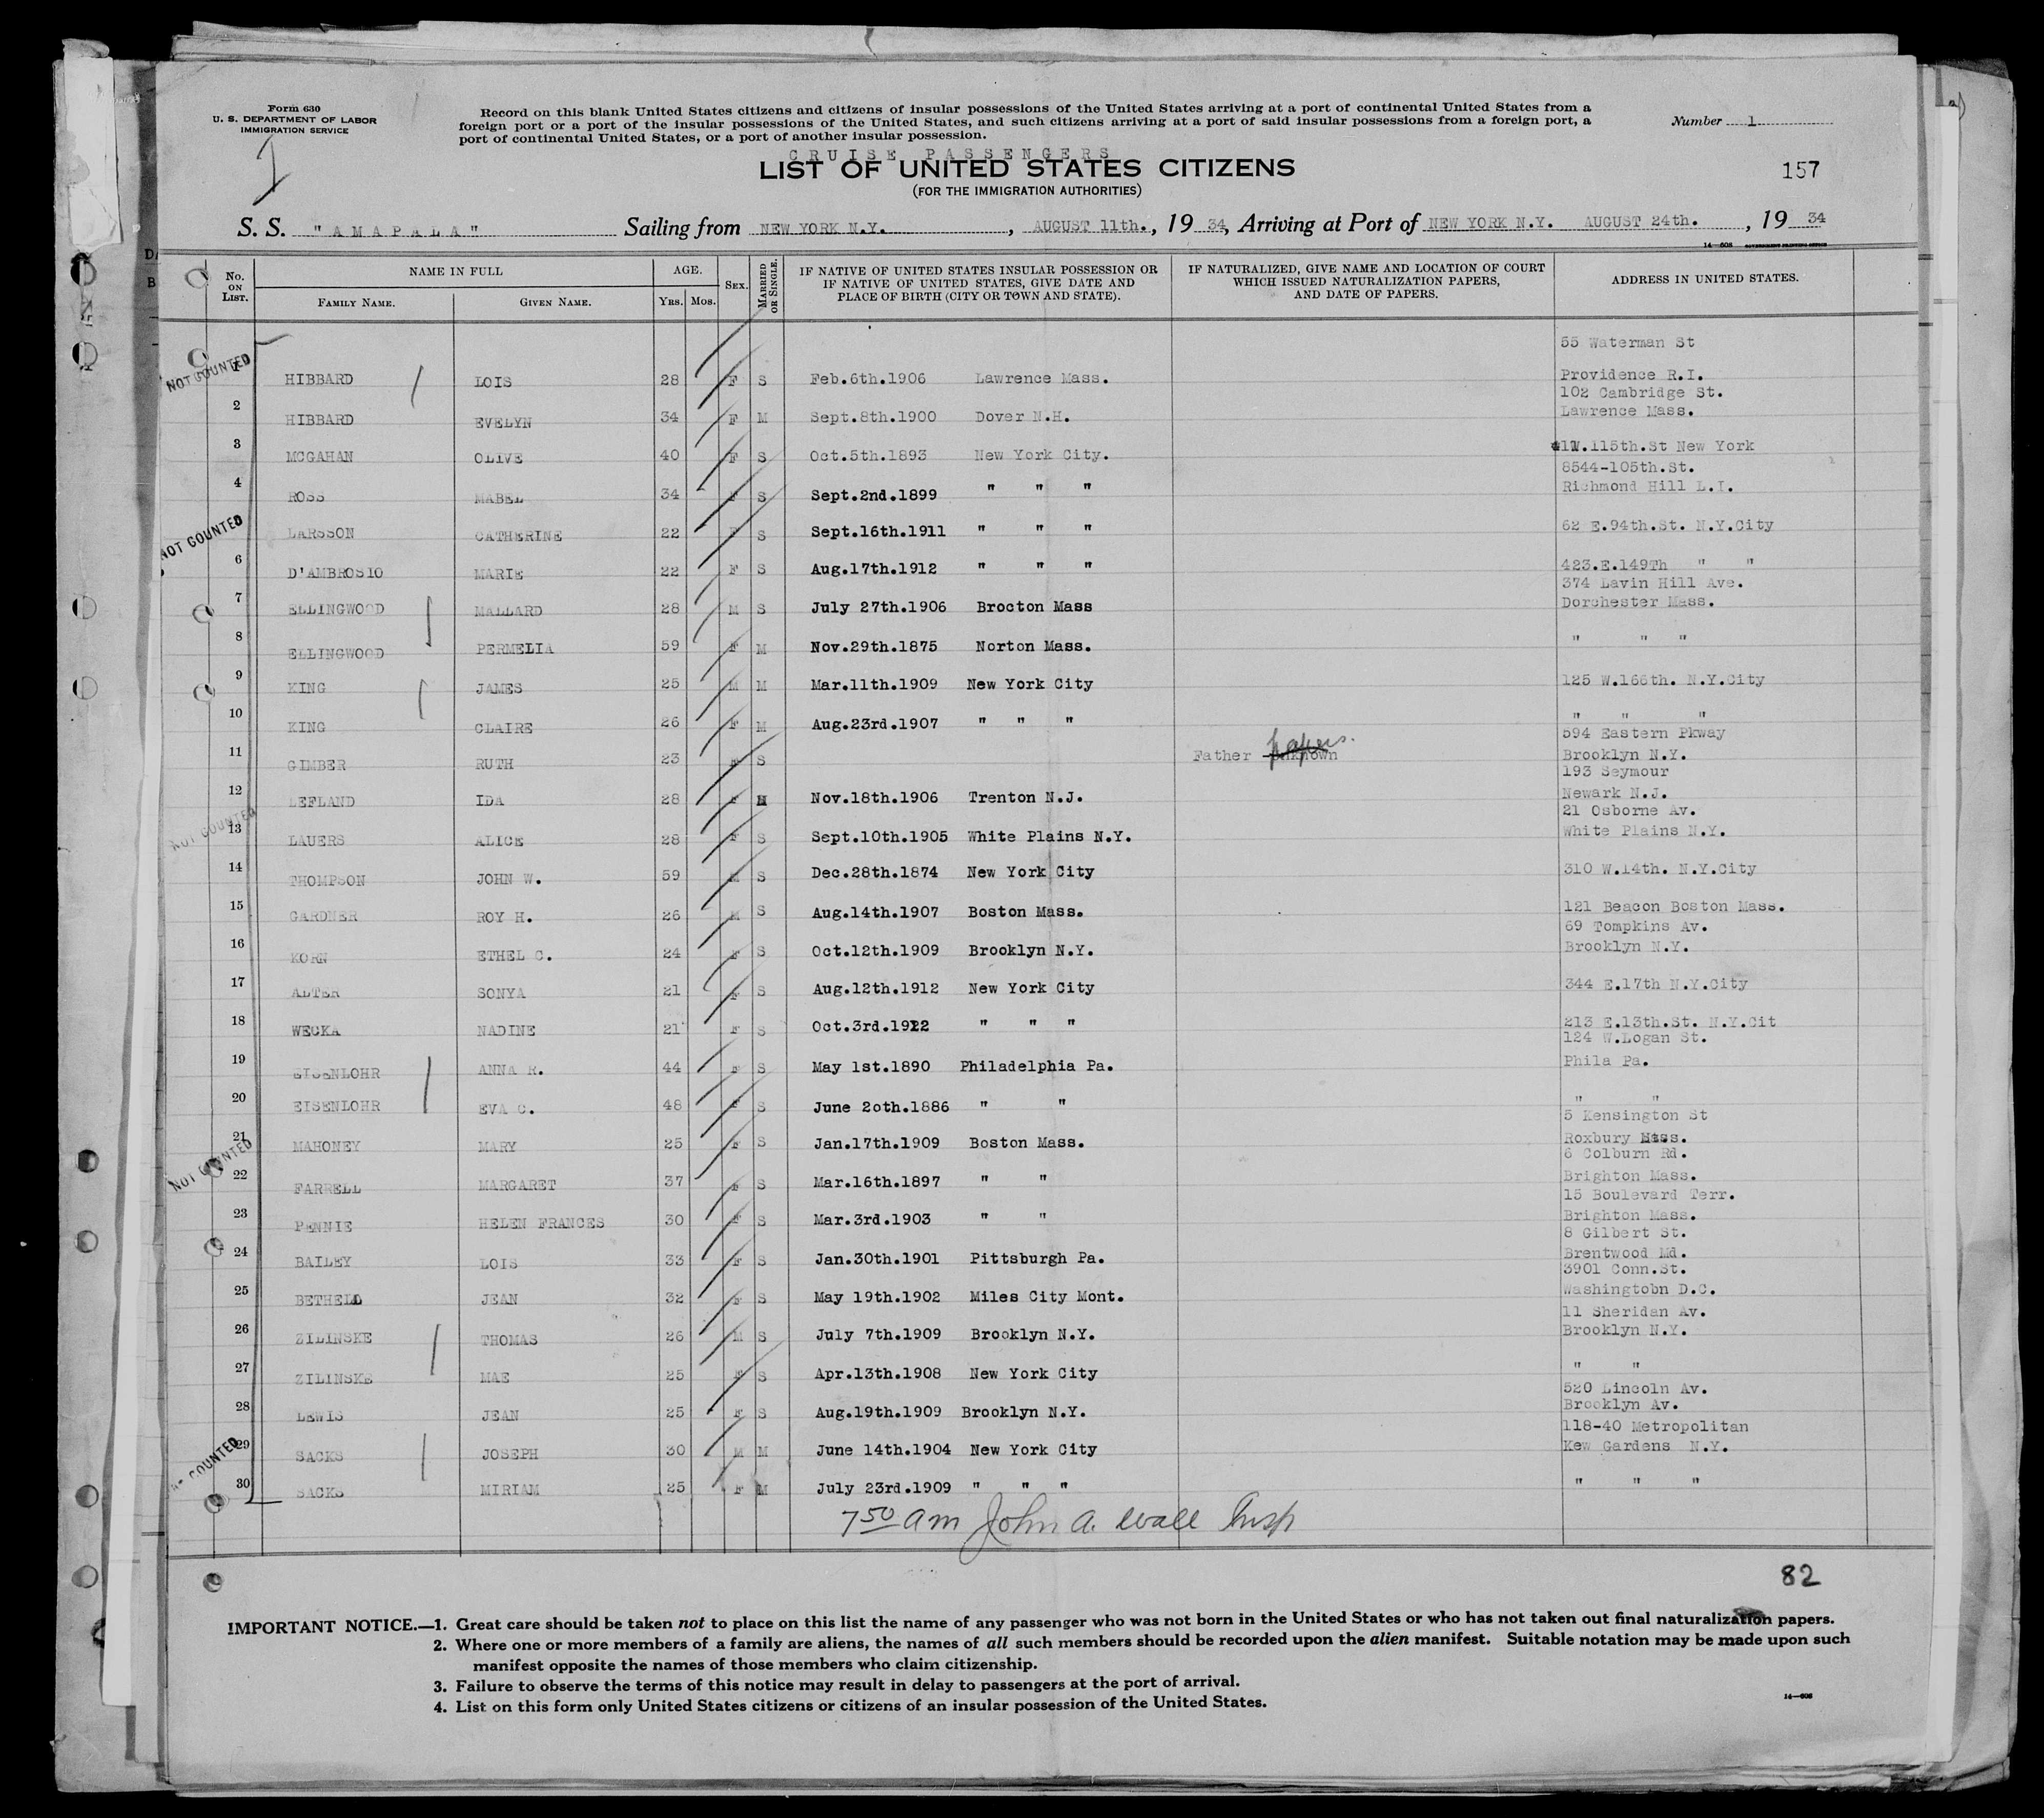 Form 630
U. S. DEPARTMENT OF LABOR
IMMIGRATION SERVICE
Record on this blank United States citizens and citizens of insular possessions of the United States arriving at a port of continental United States from a
foreign port or a port of the insular possessions of the United States, and such citizens arriving at a port of said insular possessions from a foreign port, a
port of continental United States, or a port of another insular possession.
Number 1
CRUISE PASSENGERS
LIST OF UNITED STATES CITIZENS
(FOR THE IMMIGRATION AUTHORITIES)
157
S. S. "AMAPALA" Sailing from NEW YORK N.Y., AUGUST 11th., 1934, Arriving at Port of NEW YORK N.Y. AUGUST 24th., 1934
14—608 GOVERNMENT PRINTING OFFICE
No. ON LIST. NAME IN FULL FAMILY NAME. GIVEN NAME. AGE. Yrs. Mos. SEX. MARRIED OR SINGLE. IF NATIVE OF UNITED STATES INSULAR POSSESSION OR IF NATIVE OF UNITED STATES, GIVE DATE AND PLACE OF BIRTH (CITY OR TOWN AND STATE). IF NATURALIZED, GIVE NAME AND LOCATION OF COURT WHICH ISSUED NATURALIZATION PAPERS, AND DATE OF PAPERS. ADDRESS IN UNITED STATES.
55 Waterman St
NOT COUNTED 1 HIBBARD LOIS 28 F S Feb.6th.1906 Lawrence Mass. Providence R.I.
102 Cambridge St.
2 HIBBARD EVELYN 34 F M Sept.8th.1900 Dover N.H. Lawrence Mass.
3 MCGAHAN OLIVE 40 F S Oct.5th.1893 New York City. W.115th.St New York
8544-105th.St.
4 ROSS MABEL 34 F S Sept.2nd.1899 " " " Richmond Hill L.I.
NOT COUNTED LARSSON CATHERINE 22 F S Sept.16th.1911 " " " 62 E.94th.St. N.Y.City
6 D'AMBROSIO MARIE 22 F S Aug.17th.1912 " " " 423.E.149Th " "
374 Lavin Hill Ave.
7 ELLINGWOOD MALLARD 28 M S July 27th.1906 Brocton Mass Dorchester Mass.
8 ELLINGWOOD PERMELIA 59 F M Nov.29th.1875 Norton Mass. " " "
9 KING JAMES 25 M M Mar.11th.1909 New York City 125 W.166th. N.Y.City
10 KING CLAIRE 26 F M Aug.23rd.1907 " " " " " "
594 Eastern Pkway
11 GIMBER RUTH 23 F S Father unknown papers. Brooklyn N.Y.
193 Seymour
12 LEFLAND IDA 28 F M Nov.18th.1906 Trenton N.J. Newark N.J.
21 Osborne Av.
NOT COUNTED 13 LAUERS ALICE 28 F S Sept.10th.1905 White Plains N.Y. White Plains N.Y.
14 THOMPSON JOHN W. 59 M S Dec.28th.1874 New York City 310 W.14th. N.Y.City
15 GARDNER ROY H. 26 M S Aug.14th.1907 Boston Mass. 121 Beacon Boston Mass.
69 Tompkins Av.
16 KORN ETHEL C. 24 F S Oct.12th.1909 Brooklyn N.Y. Brooklyn N.Y.
17 ALTER SONYA 21 F S Aug.12th.1912 New York City 344 E.17th N.Y.City
18 WECKA NADINE 21 F S Oct.3rd.1912 " " " 213 E.13th.St. N.Y.Cit
124 W.Logan St.
19 EISENLOHR ANNA R. 44 F S May 1st.1890 Philadelphia Pa. Phila Pa.
20 EISENLOHR EVA C. 48 F S June 2oth.1886 " " " "
5 Kensington St
21 MAHONEY MARY 25 F S Jan.17th.1909 Boston Mass. Roxbury Mass.
6 Colburn Rd.
NOT COUNTED 22 FARRELL MARGARET 37 F S Mar.16th.1897 " " Brighton Mass.
15 Boulevard Terr.
23 PENNIE HELEN FRANCES 30 F S Mar.3rd.1903 " " Brighton Mass.
8 Gilbert St.
24 BAILEY LOIS 33 F S Jan.30th.1901 Pittsburgh Pa. Brentwood Md.
3901 Conn.St.
25 BETHELL JEAN 32 F S May 19th.1902 Miles City Mont. Washingtobn D.C.
11 Sheridan Av.
26 ZILINSKE THOMAS 26 M S July 7th.1909 Brooklyn N.Y. Brooklyn N.Y.
27 ZILINSKE MAE 25 F S Apr.13th.1908 New York City " "
520 Lincoln Av.
28 LEWIS JEAN 25 F S Aug.19th.1909 Brooklyn N.Y. Brooklyn Av.
118-40 Metropolitan
COUNTED 29 SACKS JOSEPH 30 M M June 14th.1904 New York City Kew Gardens N.Y.
30 SACKS MIRIAM 25 F M July 23rd.1909 " " " " " "
7 50 am John A. Wall Insp
82
IMPORTANT NOTICE.—1. Great care should be taken not to place on this list the name of any passenger who was not born in the United States or who has not taken out final naturalization papers.
2. Where one or more members of a family are aliens, the names of all such members should be recorded upon the alien manifest. Suitable notation may be made upon such
manifest opposite the names of those members who claim citizenship.
3. Failure to observe the terms of this notice may result in delay to passengers at the port of arrival.
4. List on this form only United States citizens or citizens of an insular possession of the United States.
14—608